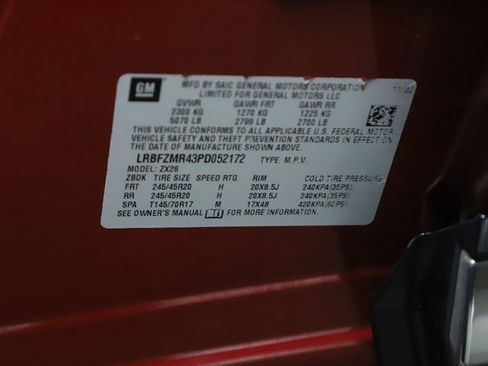 GM
MFD BY SAIC GENERAL MOTORS CORPORATION
LIMITED FOR GENERAL MOTORS LLC
11/22
GVWR GAWR FRT GAWR RR
2300 KG 1270 KG 1225 KG
5070 LB 2799 LB 2700 LB
THIS VEHICLE CONFORMS TO ALL APPLICABLE U.S. FEDERAL MOTOR
VEHICLE SAFETY AND THEFT PREVENTION STANDARDS IN EFFECT ON
THE DATE OF MANUFACTURE SHOWN ABOVE.
LRBFZMR43PD052172 TYPE: M.P.V.
MODEL: ZX26
ZBDK TIRE SIZE SPEED RTG RIM COLD TIRE PRESSURE
FRT 245/45R20 H 20X8.5J 240KPA(35PSI)
RR 245/45R20 H 20X8.5J 240KPA(35PSI)
SPA T145/70R17 M 17X4B 420KPA(60PSI)
SEE OWNER'S MANUAL FOR MORE INFORMATION.